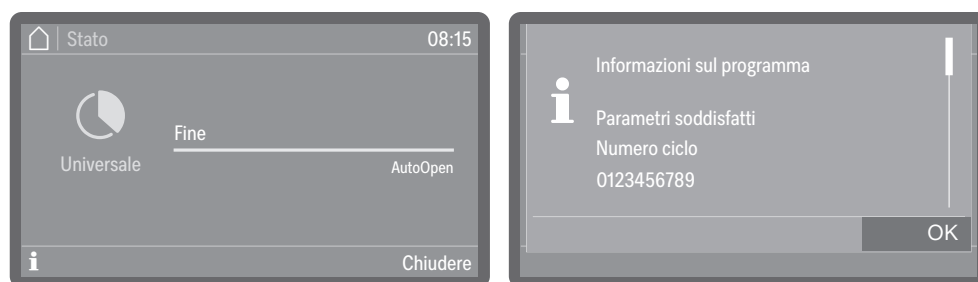 Stato 08:15
Fine
Universale
AutoOpen
i Chiudere
i
Informazioni sul programma
Parametri soddisfatti
Numero ciclo
0123456789
OK